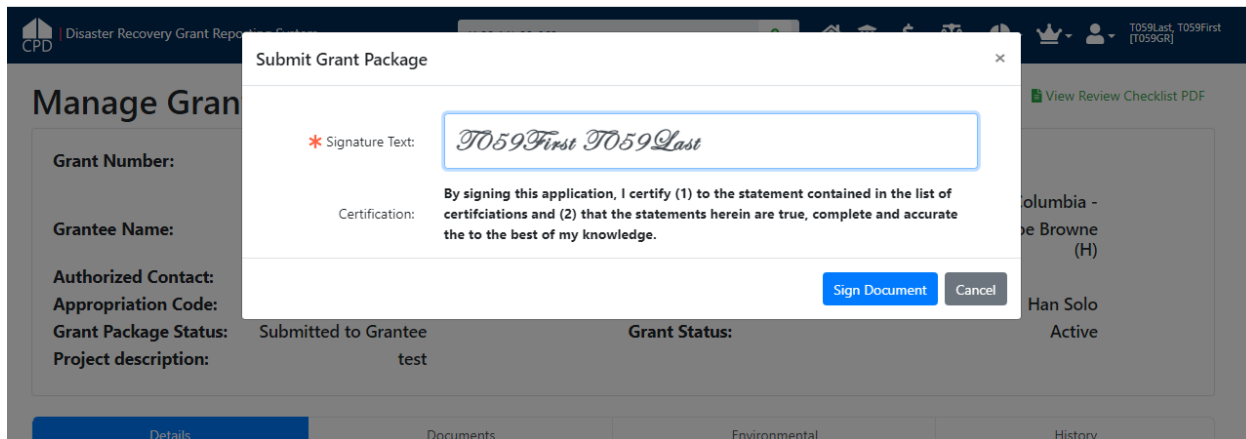 CPD | Disaster Recovery Grant Repo
T059Last, T059First
[T059GR]
Submit Grant Package ×
Manage Gran
View Review Checklist PDF
* Signature Text: T059First T059Last
Grant Number:
Certification: By signing this application, I certify (1) to the statement contained in the list of
certifciations and (2) that the statements herein are true, complete and accurate
the to the best of my knowledge.
olumbia -
Grantee Name: Browne
(H)
Authorized Contact:
Sign Document Cancel
Appropriation Code: Han Solo
Grant Package Status: Submitted to Grantee Grant Status: Active
Project description: test
Details Documents Environmental History